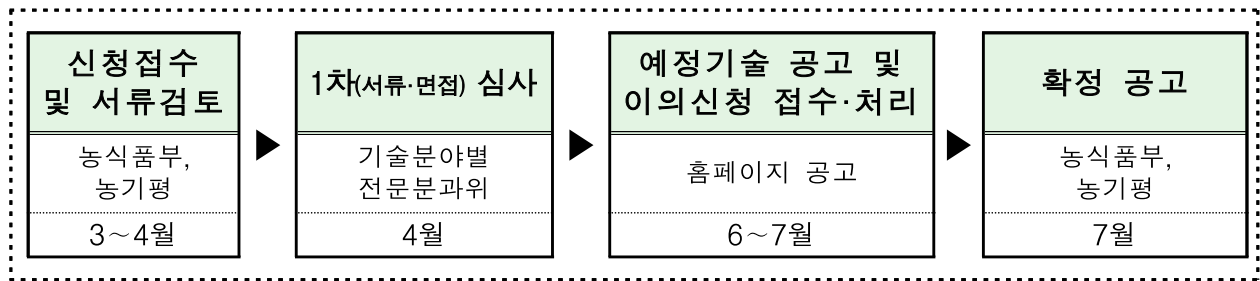 신청접수
및 서류검토
농식품부,
농기평
3～4월
1차(서류·면접) 심사
기술분야별
전문분과위
4월
예정기술 공고 및
이의신청 접수·처리
홈페이지 공고
6～7월
확정 공고
농식품부,
농기평
7월